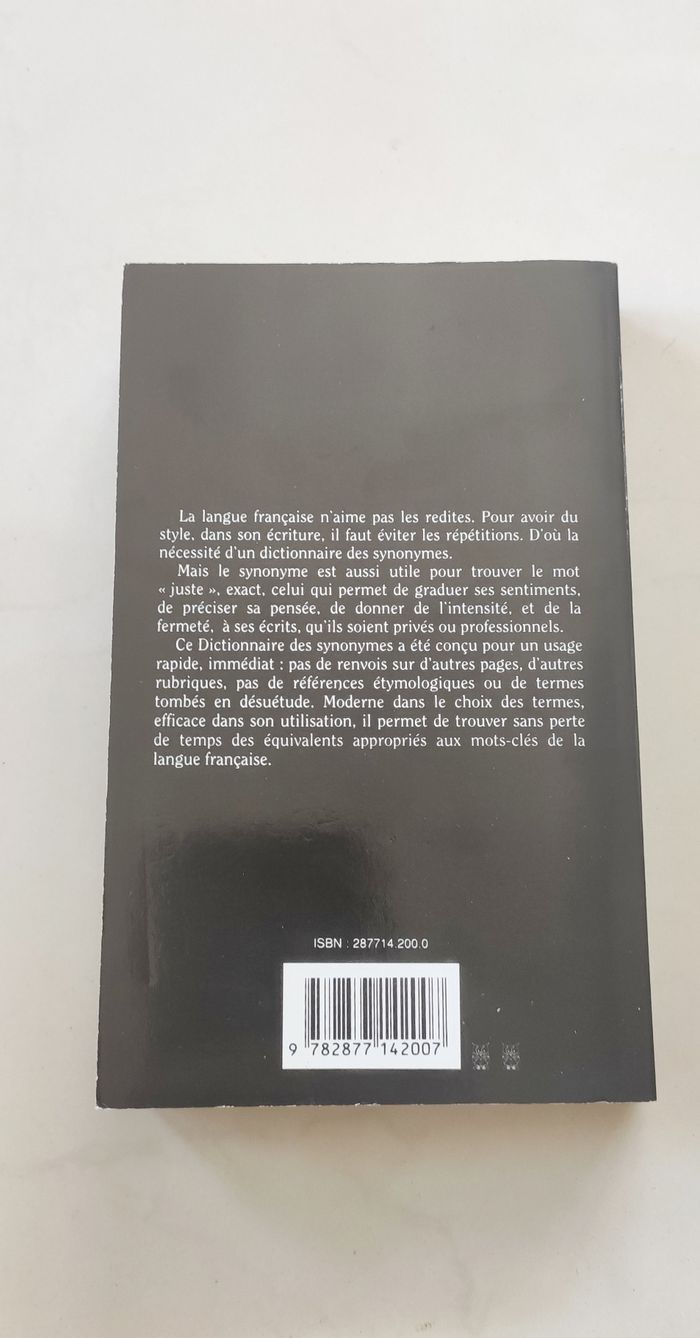 La langue française n'aime pas les redites. Pour avoir du
style, dans son écriture, il faut éviter les répétitions. D'où la
nécessité d'un dictionnaire des synonymes.
Mais le synonyme est aussi utile pour trouver le mot
« juste », exact, celui qui permet de graduer ses sentiments,
de préciser sa pensée, de donner de l'intensité, et de la
fermeté, à ses écrits, qu'ils soient privés ou professionnels.
Ce Dictionnaire des synonymes a été conçu pour un usage
rapide, immédiat : pas de renvois sur d'autres pages, d'autres
rubriques, pas de références étymologiques ou de termes
tombés en désuétude. Moderne dans le choix des termes,
efficace dans son utilisation, il permet de trouver sans perte
de temps des équivalents appropriés aux mots-clés de la
langue française.
ISBN : 287714.200.0
9 782877 142007